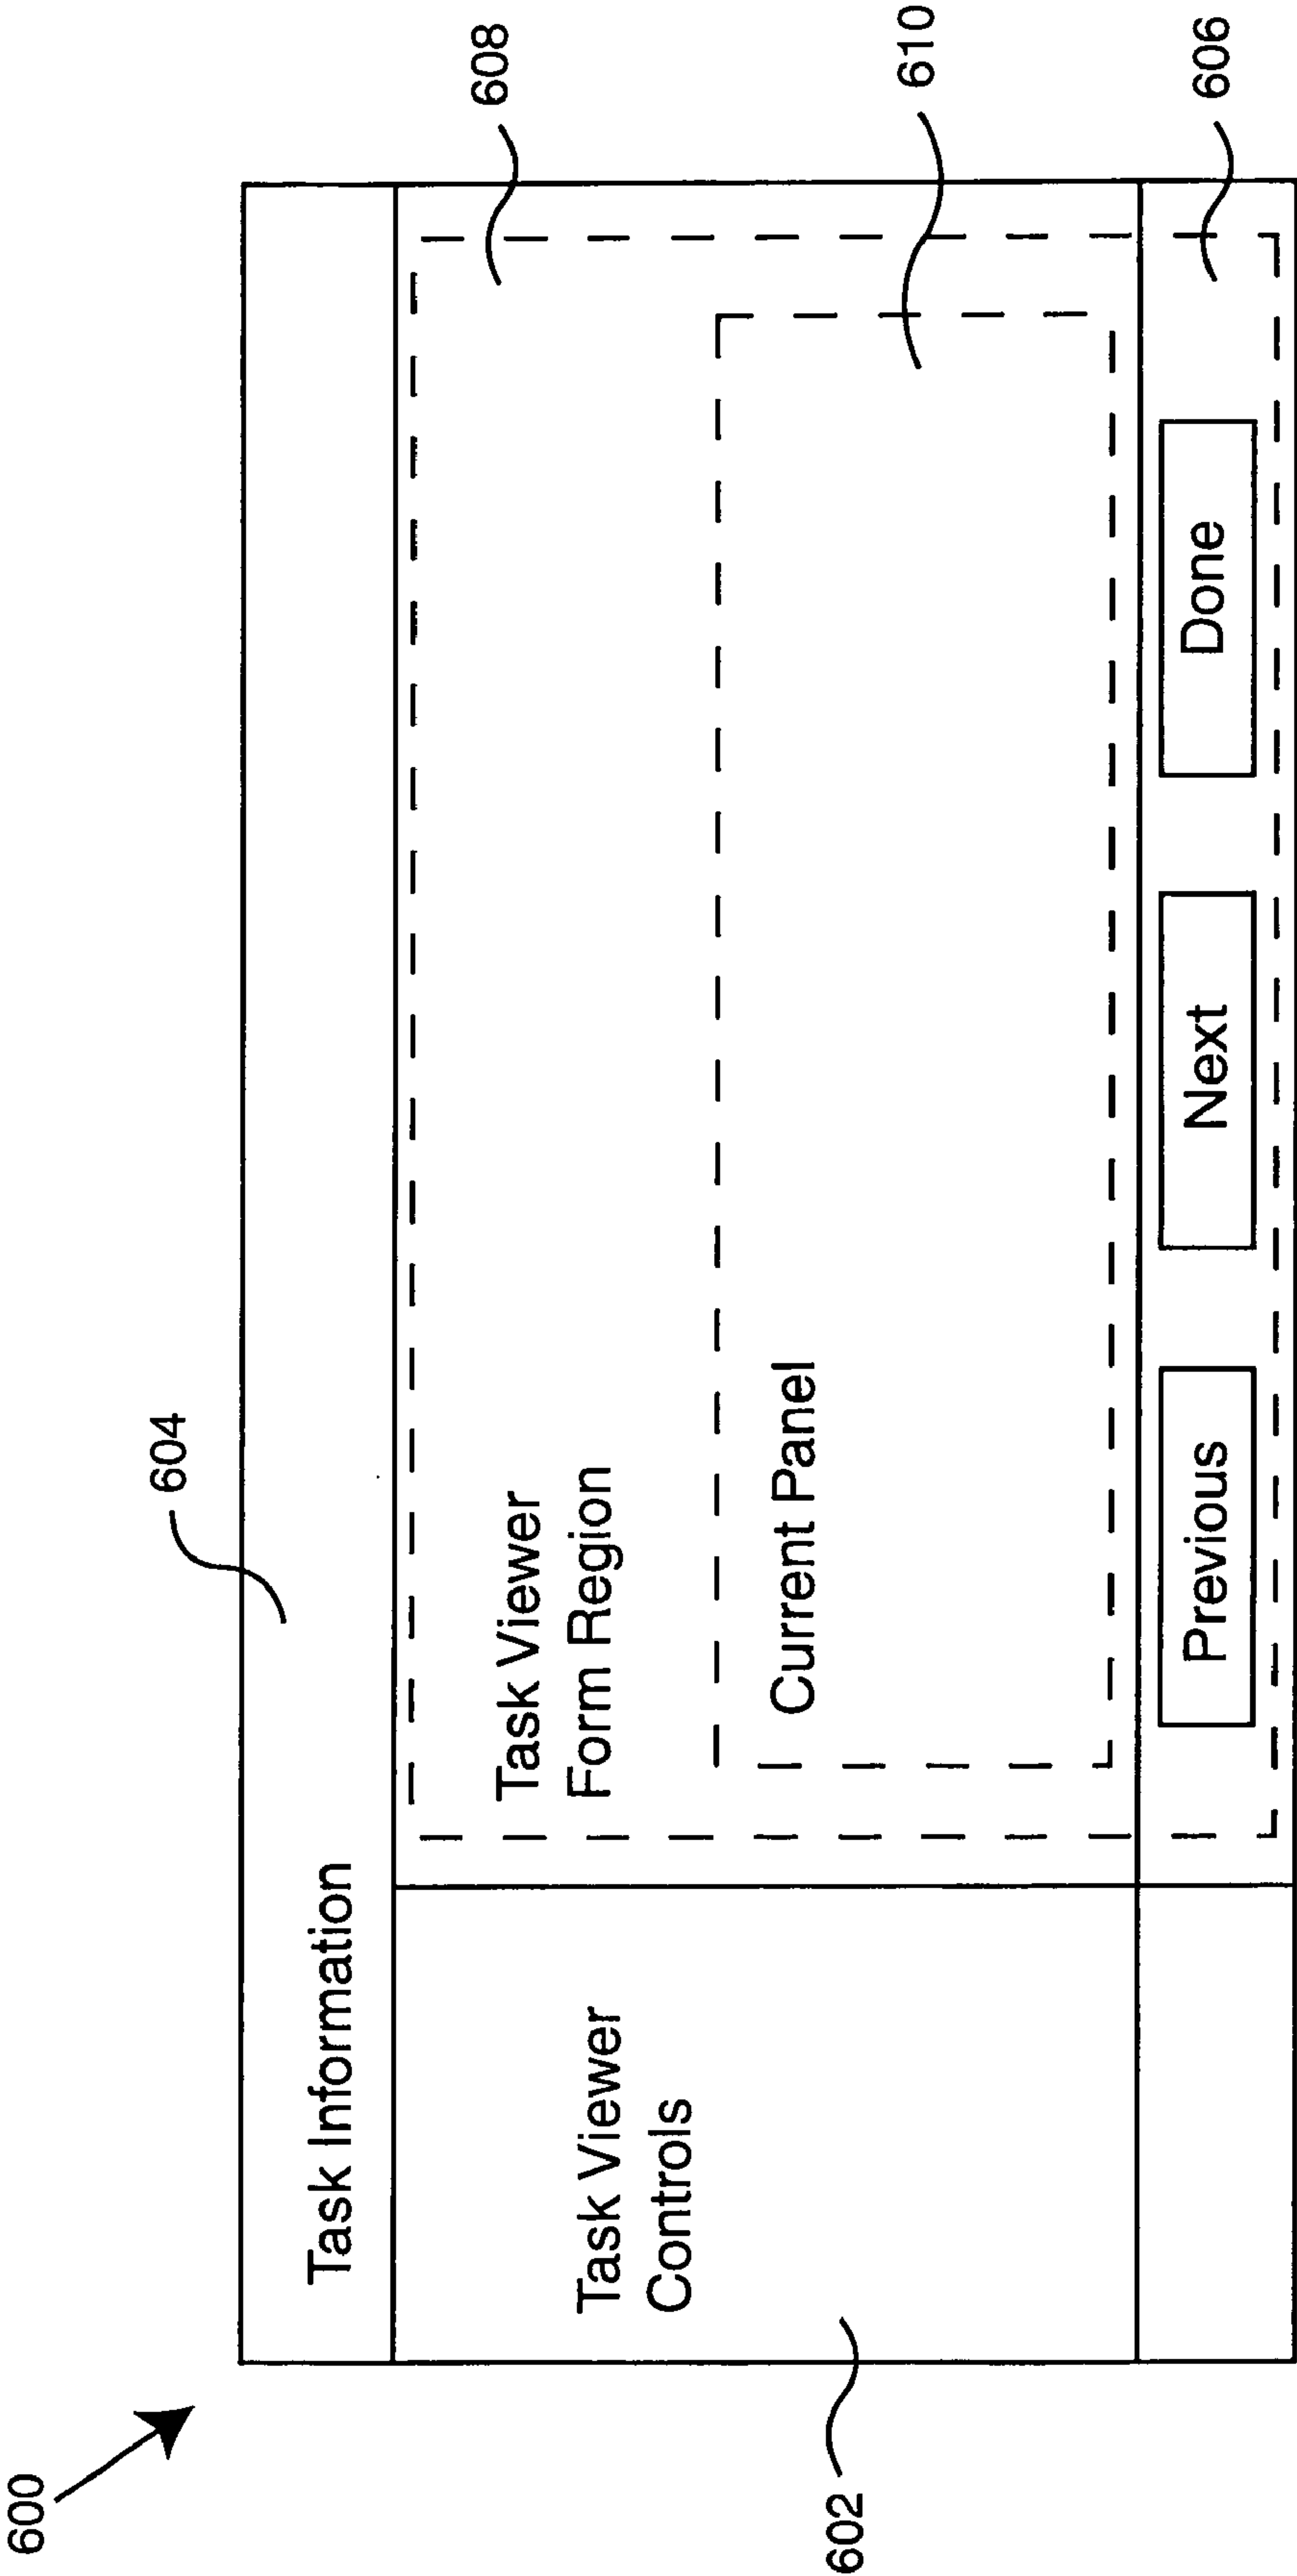 600
604
Task Information
608
Task Viewer
Controls
602
Task Viewer
Form Region
Current Panel
610
Previous
Next
Done
606